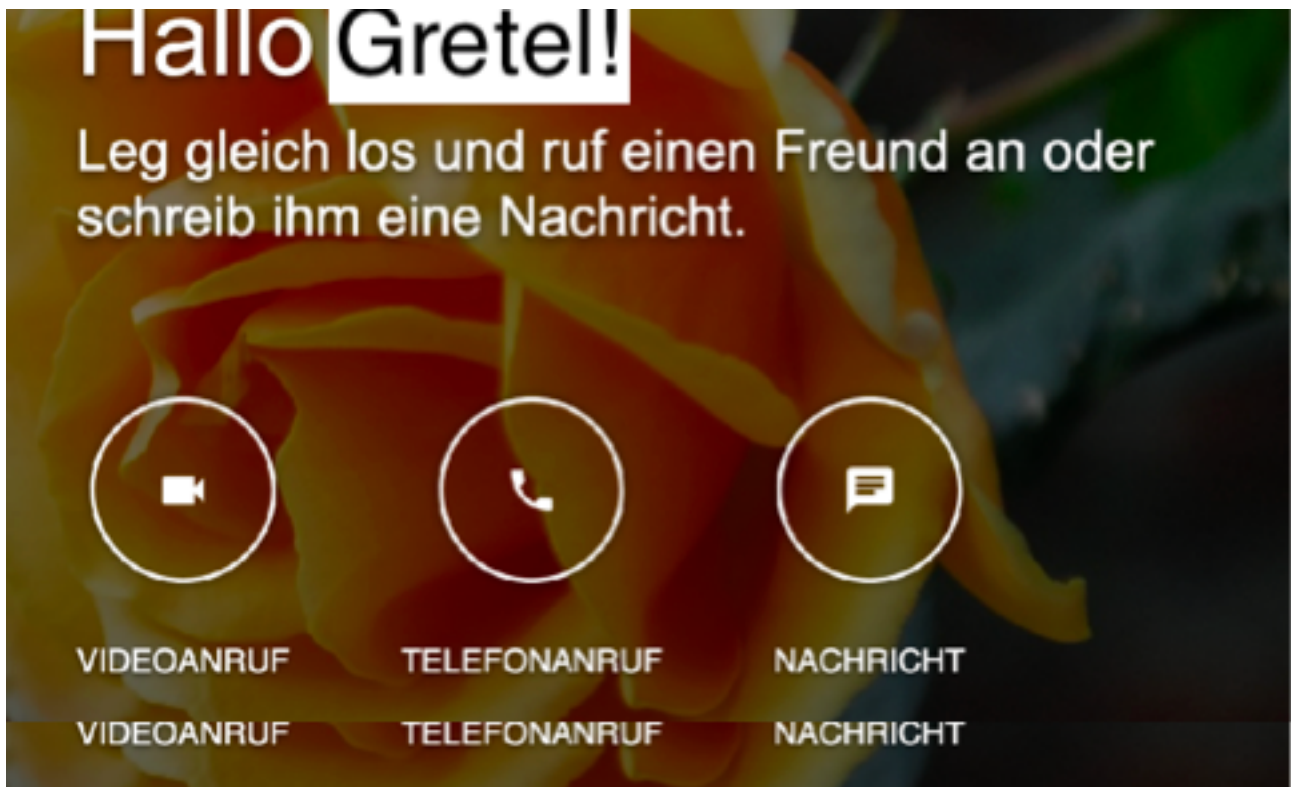 Hallo Gretel!
Leg gleich los und ruf einen Freund an oder
schreib ihm eine Nachricht.
VIDEOANRUF TELEFONANRUF NACHRICHT
VIDEOANRUF TELEFONANRUF NACHRICHT